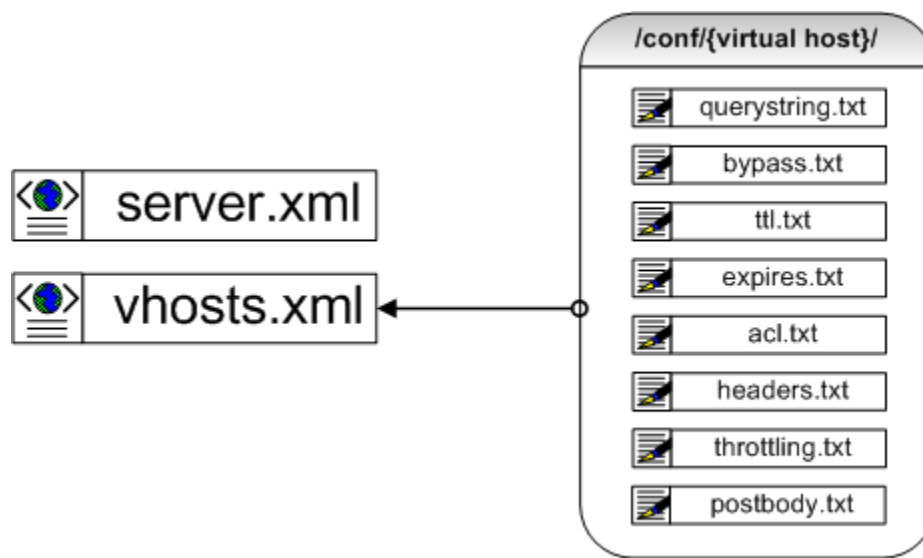 /conf/{virtual host}/
querystring.txt
bypass.txt
ttl.txt
expires.txt
acl.txt
headers.txt
throttling.txt
postbody.txt
server.xml
vhosts.xml